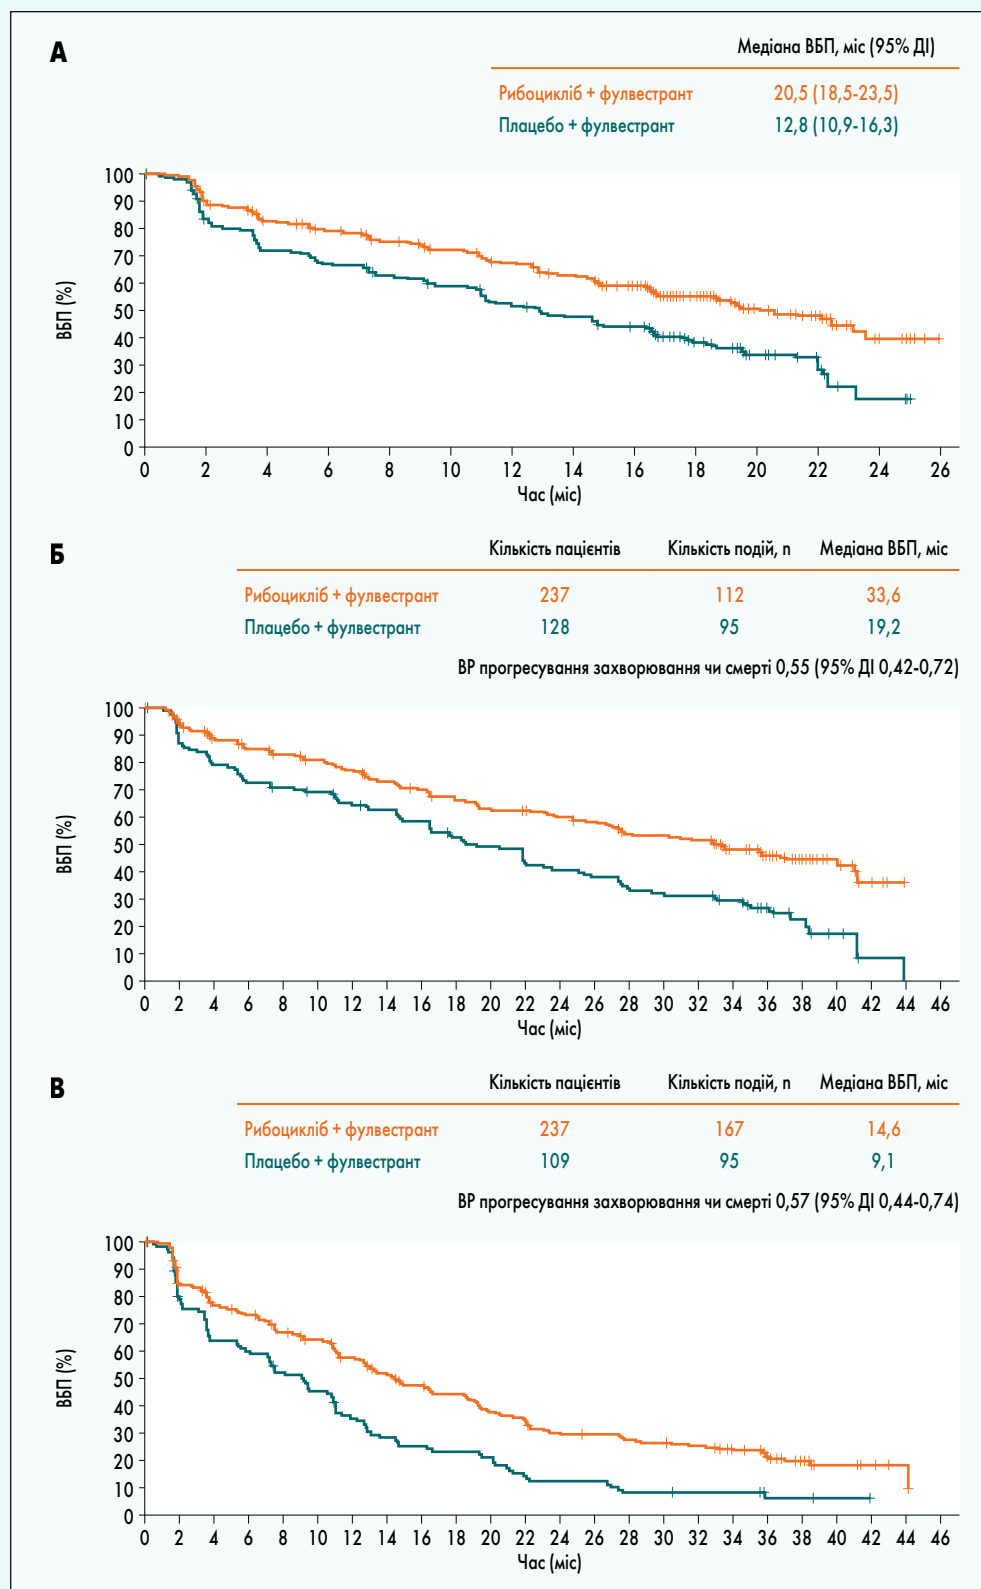 А
Медіана ВБП, міс (95% ДІ)
Рибоцикліб + фулвестрант 20,5 (18,5-23,5)
Плацебо + фулвестрант 12,8 (10,9-16,3)
100
90
80
70
60
50
40
30
20
10
0
ВБП (%)
0 2 4 6 8 10 12 14 16 18 20 22 24 26
Час (міс)
Б
Кількість пацієнтів Кількість подій, n Медіана ВБП, міс
Рибоцикліб + фулвестрант 237 112 33,6
Плацебо + фулвестрант 128 95 19,2
ВР прогресування захворювання чи смерті 0,55 (95% ДІ 0,42-0,72)
100
90
80
70
60
50
40
30
20
10
0
ВБП (%)
0 2 4 6 8 10 12 14 16 18 20 22 24 26 28 30 32 34 36 38 40 42 44 46
Час (міс)
В
Кількість пацієнтів Кількість подій, n Медіана ВБП, міс
Рибоцикліб + фулвестрант 237 167 14,6
Плацебо + фулвестрант 109 95 9,1
ВР прогресування захворювання чи смерті 0,57 (95% ДІ 0,44-0,74)
100
90
80
70
60
50
40
30
20
10
0
ВБП (%)
0 2 4 6 8 10 12 14 16 18 20 22 24 26 28 30 32 34 36 38 40 42 44 46
Час (міс)